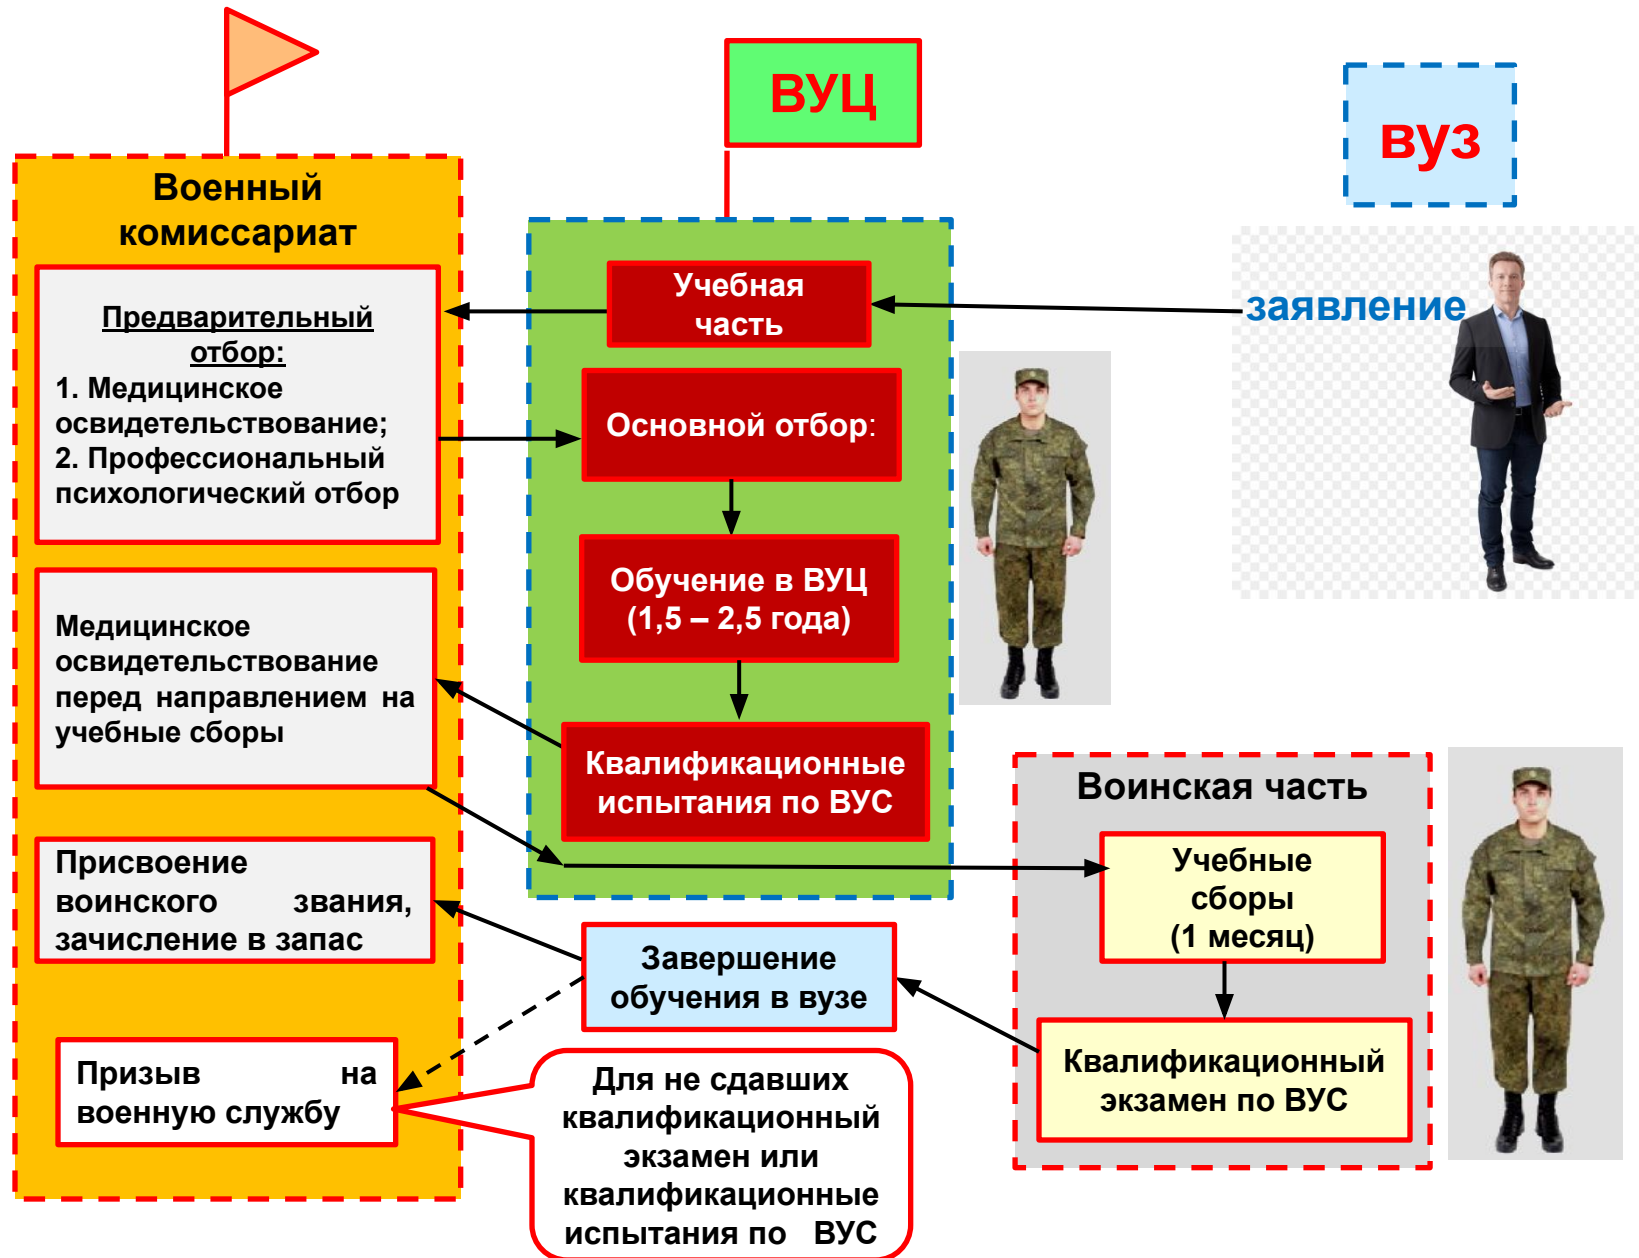 ВУЦ
вуз
Военный
комиссариат
Предварительный
отбор:
1. Медицинское
освидетельствование;
2. Профессиональный
психологический отбор
Медицинское
освидетельствование
перед направлением на
учебные сборы
Присвоение
воинского звания,
зачисление в запас
Призыв на
военную службу
Учебная
часть
Основной отбор:
Обучение в ВУЦ
(1,5 – 2,5 года)
Квалификационные
испытания по ВУС
заявление
Воинская часть
Учебные
сборы
(1 месяц)
Квалификационный
экзамен по ВУС
Завершение
обучения в вузе
Для не сдавших
квалификационный
экзамен или
квалификационные
испытания по ВУС